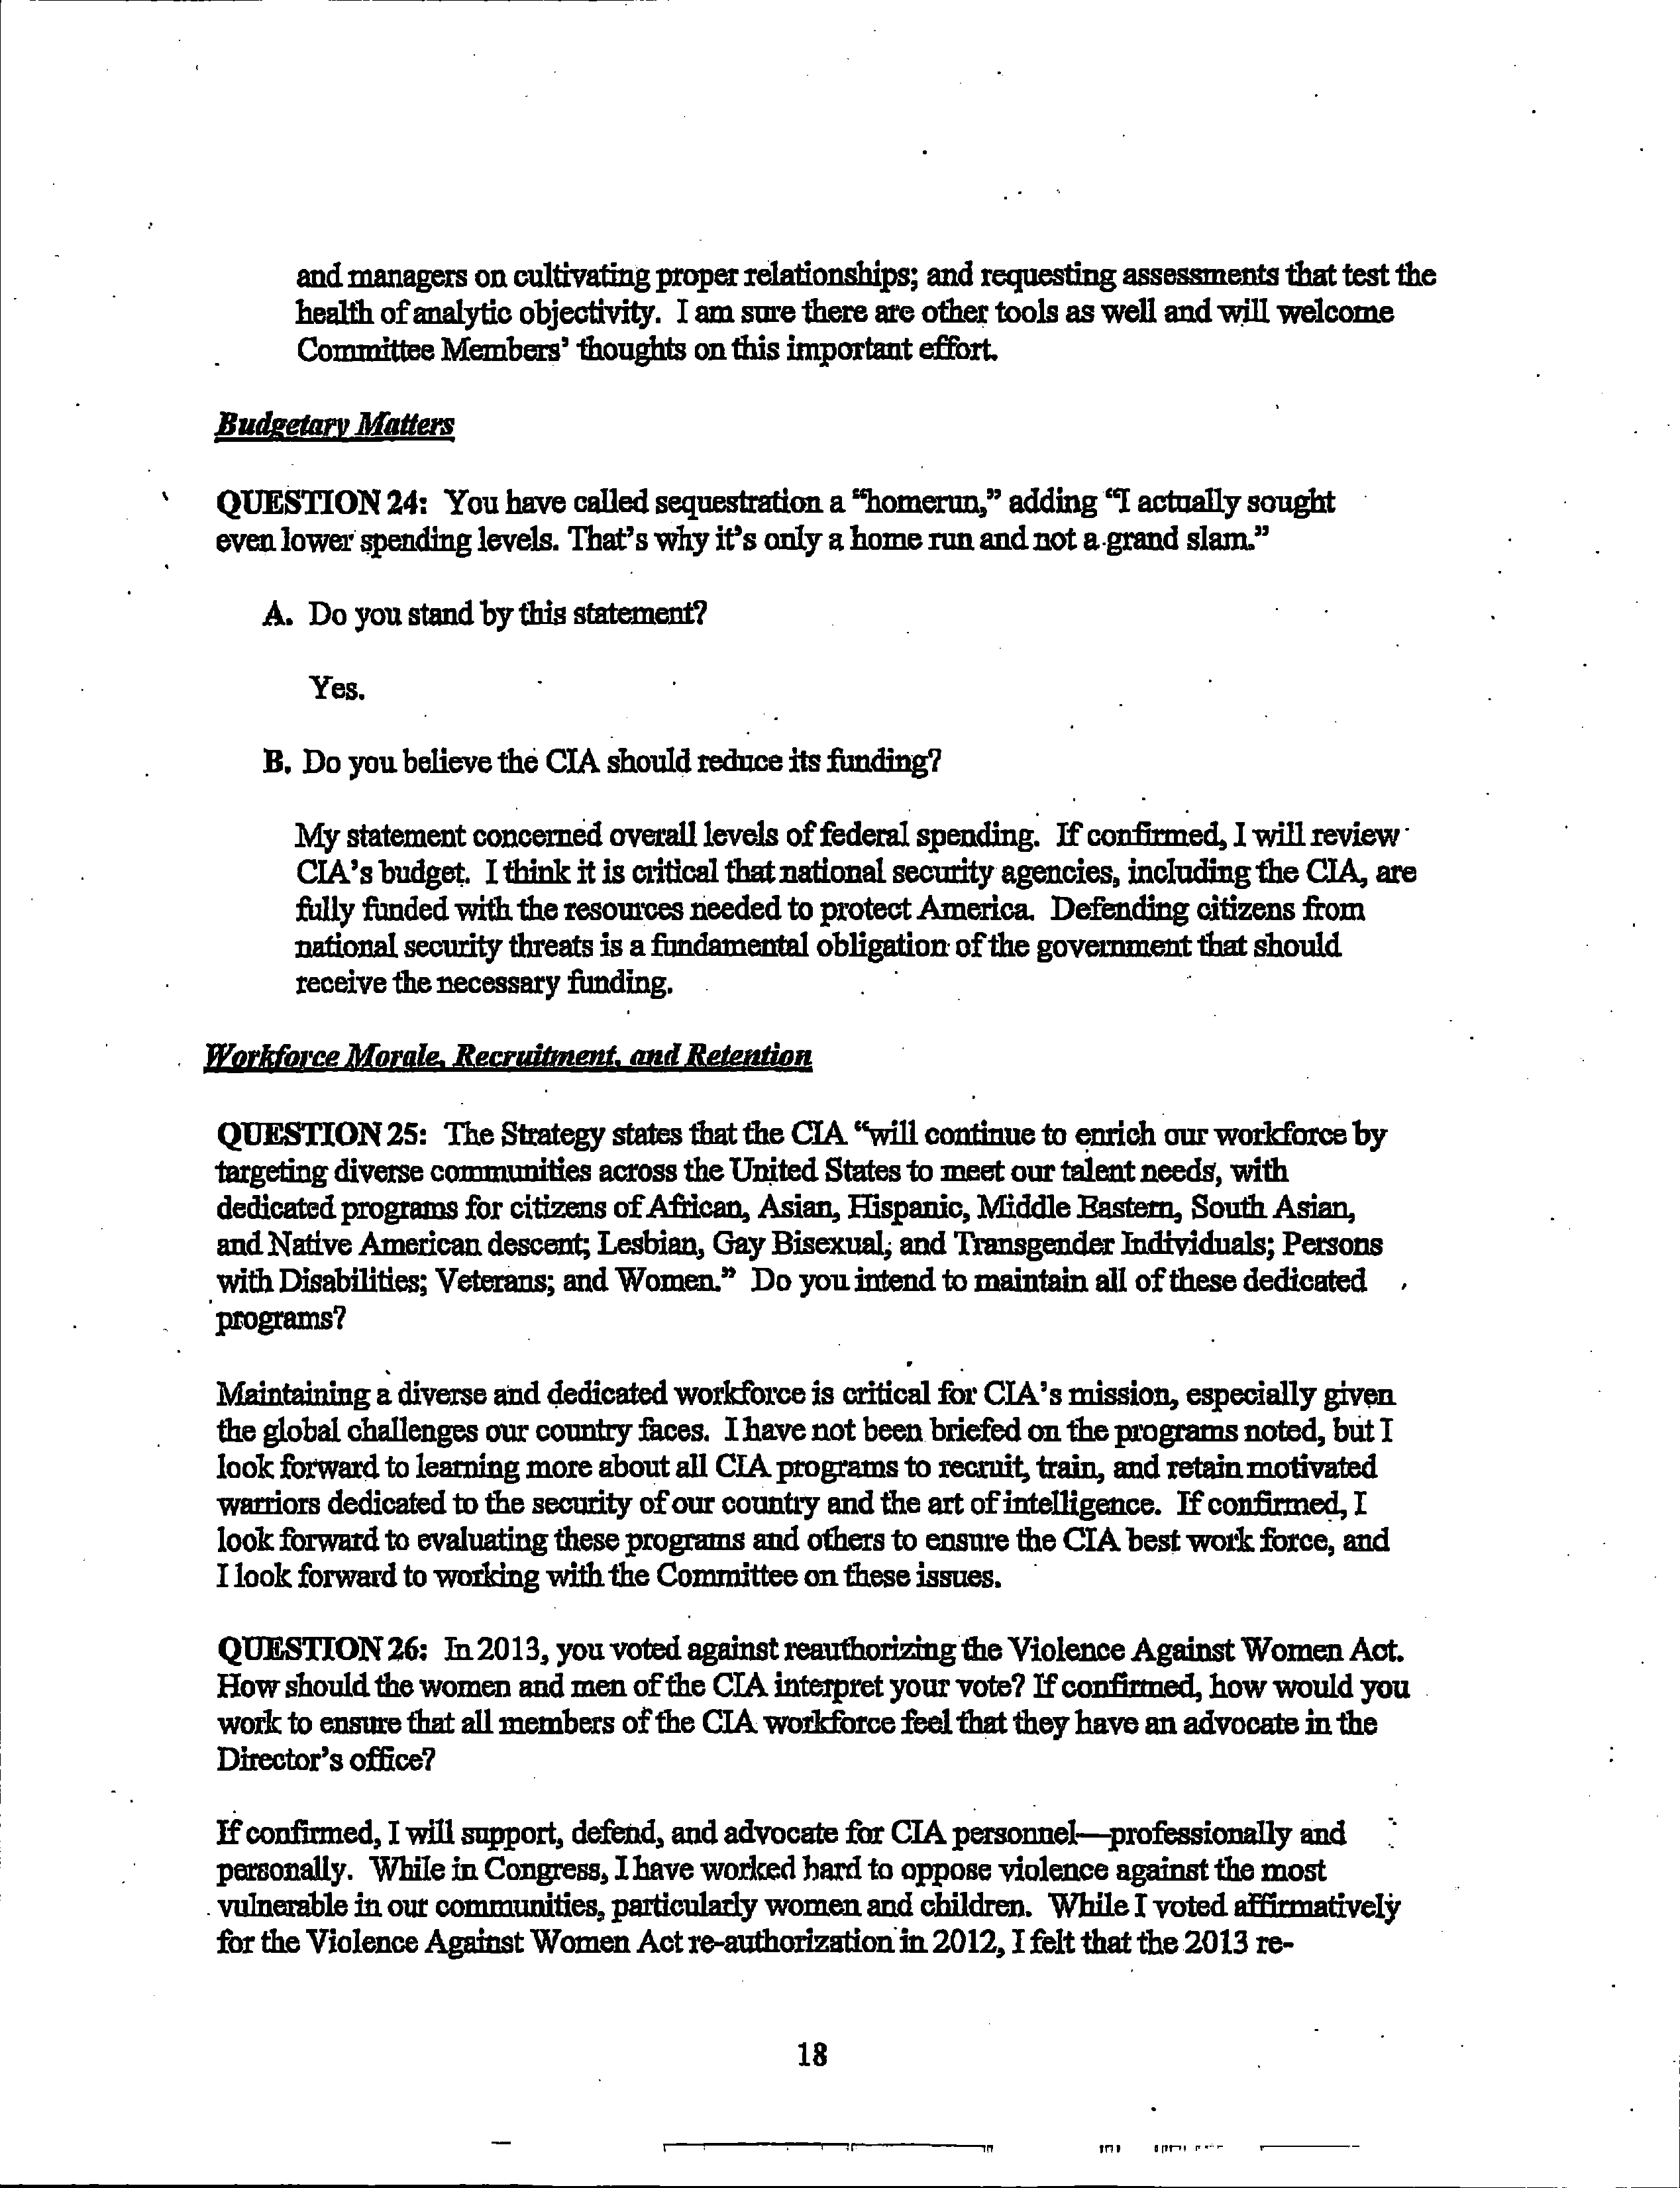 and managers on cultivating proper relationships; and requesting assessments that test the
health of analytic objectivity. I am sure there are other tools as well and will welcome
Committee Members' thoughts on this important effort.
Budgetary Matters
QUESTION 24: You have called sequestration a "homerun," adding "I actually sought
even lower spending levels. That's why it's only a home run and not a grand slam."
A. Do you stand by this statement?
Yes.
B. Do you believe the CIA should reduce its funding?
My statement concerned overall levels of federal spending. If confirmed, I will review
CIA's budget. I think it is critical that national security agencies, including the CIA, are
fully funded with the resources needed to protect America. Defending citizens from
national security threats is a fundamental obligation of the government that should
receive the necessary funding.
Workforce Morale, Recruitment, and Retention
QUESTION 25: The Strategy states that the CIA "will continue to enrich our workforce by
targeting diverse communities across the United States to meet our talent needs, with
dedicated programs for citizens of African, Asian, Hispanic, Middle Eastern, South Asian,
and Native American descent; Lesbian, Gay Bisexual, and Transgender Individuals; Persons
with Disabilities; Veterans; and Women." Do you intend to maintain all of these dedicated
programs?
Maintaining a diverse and dedicated workforce is critical for CIA's mission, especially given
the global challenges our country faces. I have not been briefed on the programs noted, but I
look forward to learning more about all CIA programs to recruit, train, and retain motivated
warriors dedicated to the security of our country and the art of intelligence. If confirmed, I
look forward to evaluating these programs and others to ensure the CIA best work force, and
I look forward to working with the Committee on these issues.
QUESTION 26: In 2013, you voted against reauthorizing the Violence Against Women Act.
How should the women and men of the CIA interpret your vote? If confirmed, how would you
work to ensure that all members of the CIA workforce feel that they have an advocate in the
Director's office?
If confirmed, I will support, defend, and advocate for CIA personnel—professionally and
personally. While in Congress, I have worked hard to oppose violence against the most
vulnerable in our communities, particularly women and children. While I voted affirmatively
for the Violence Against Women Act re-authorization in 2012, I felt that the 2013 re-
18